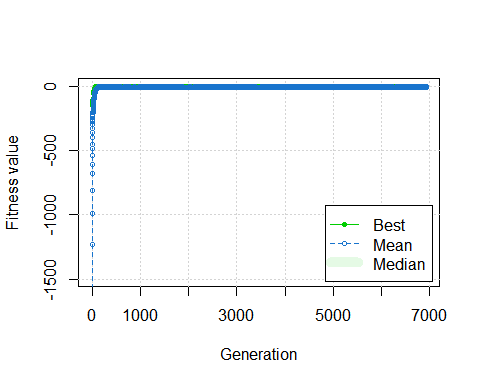 Fitness value
0
-500
-1000
-1500
Best
Mean
Median
0 1000 3000 5000 7000
Generation